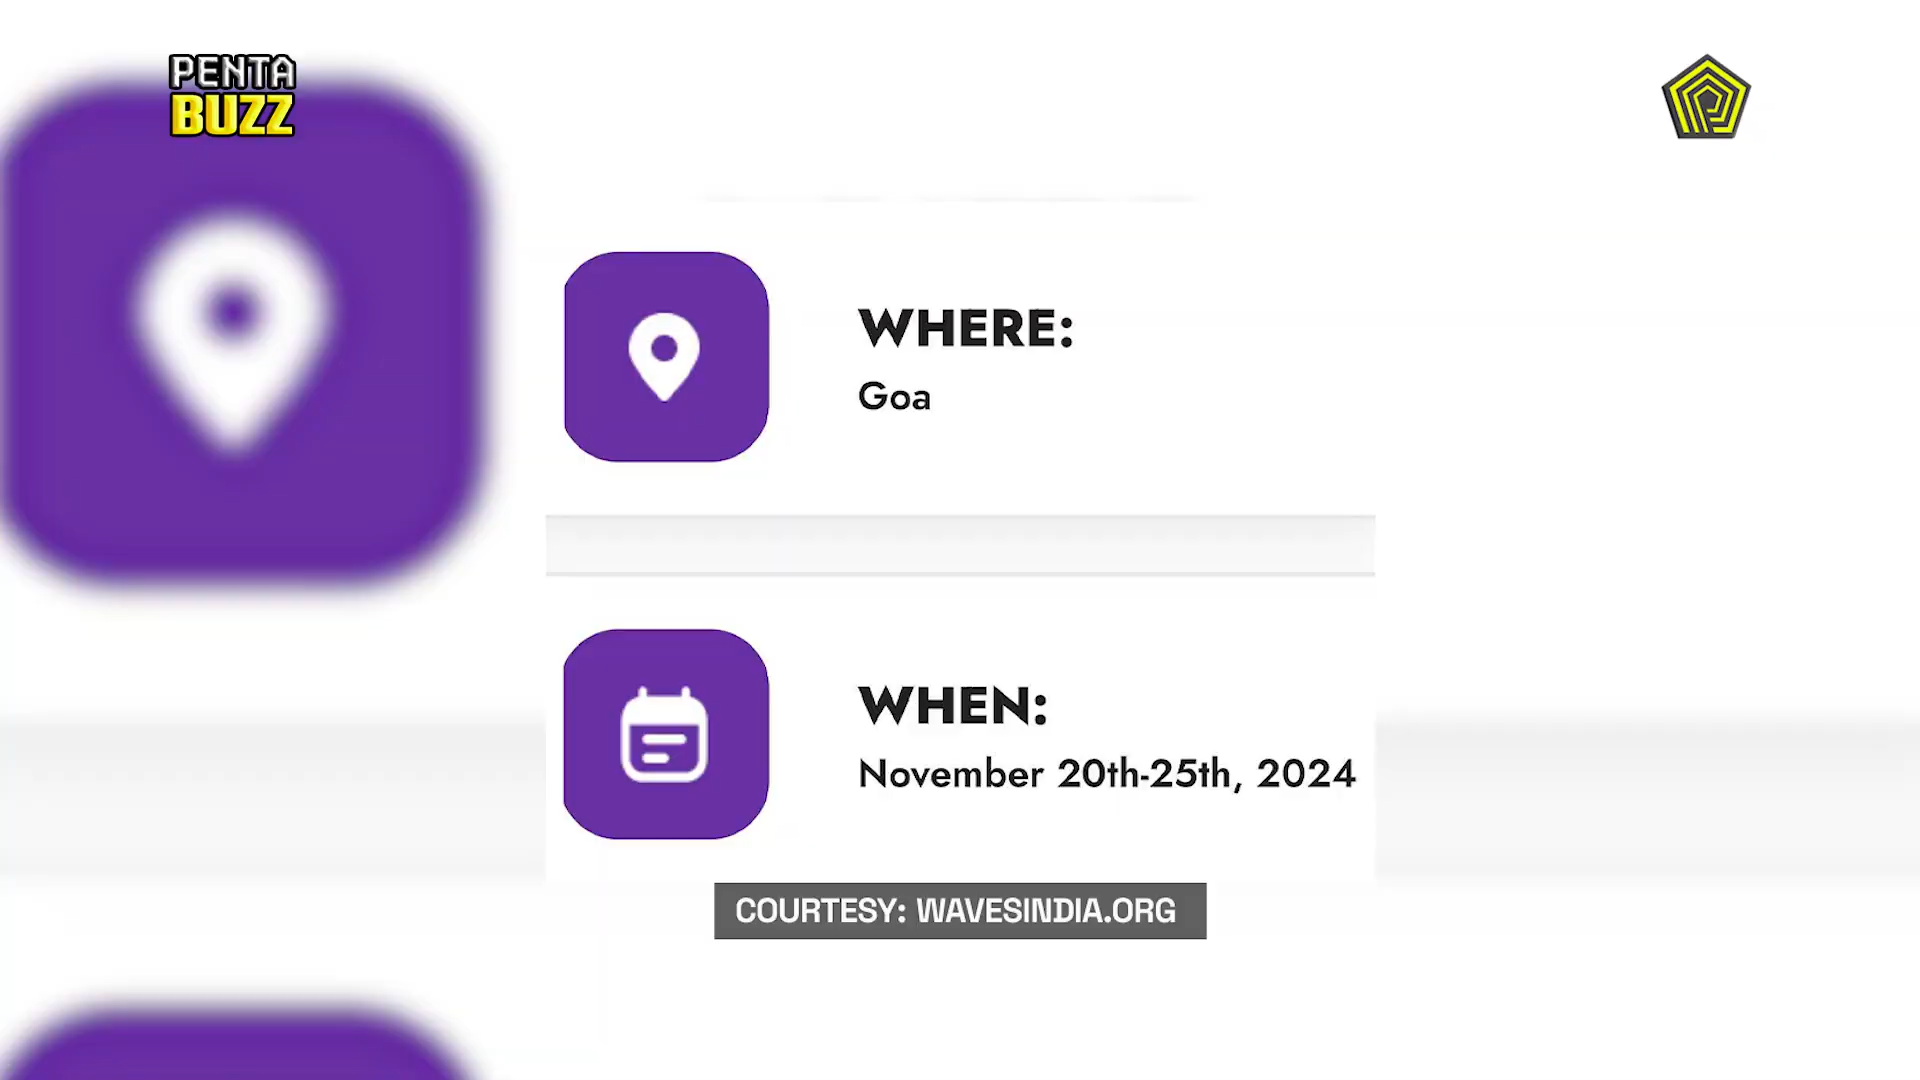 PENTA
BUZZ
WHERE:
Goa
WHEN:
November 20th-25th, 2024
COURTESY: WAVESINDIA.ORG